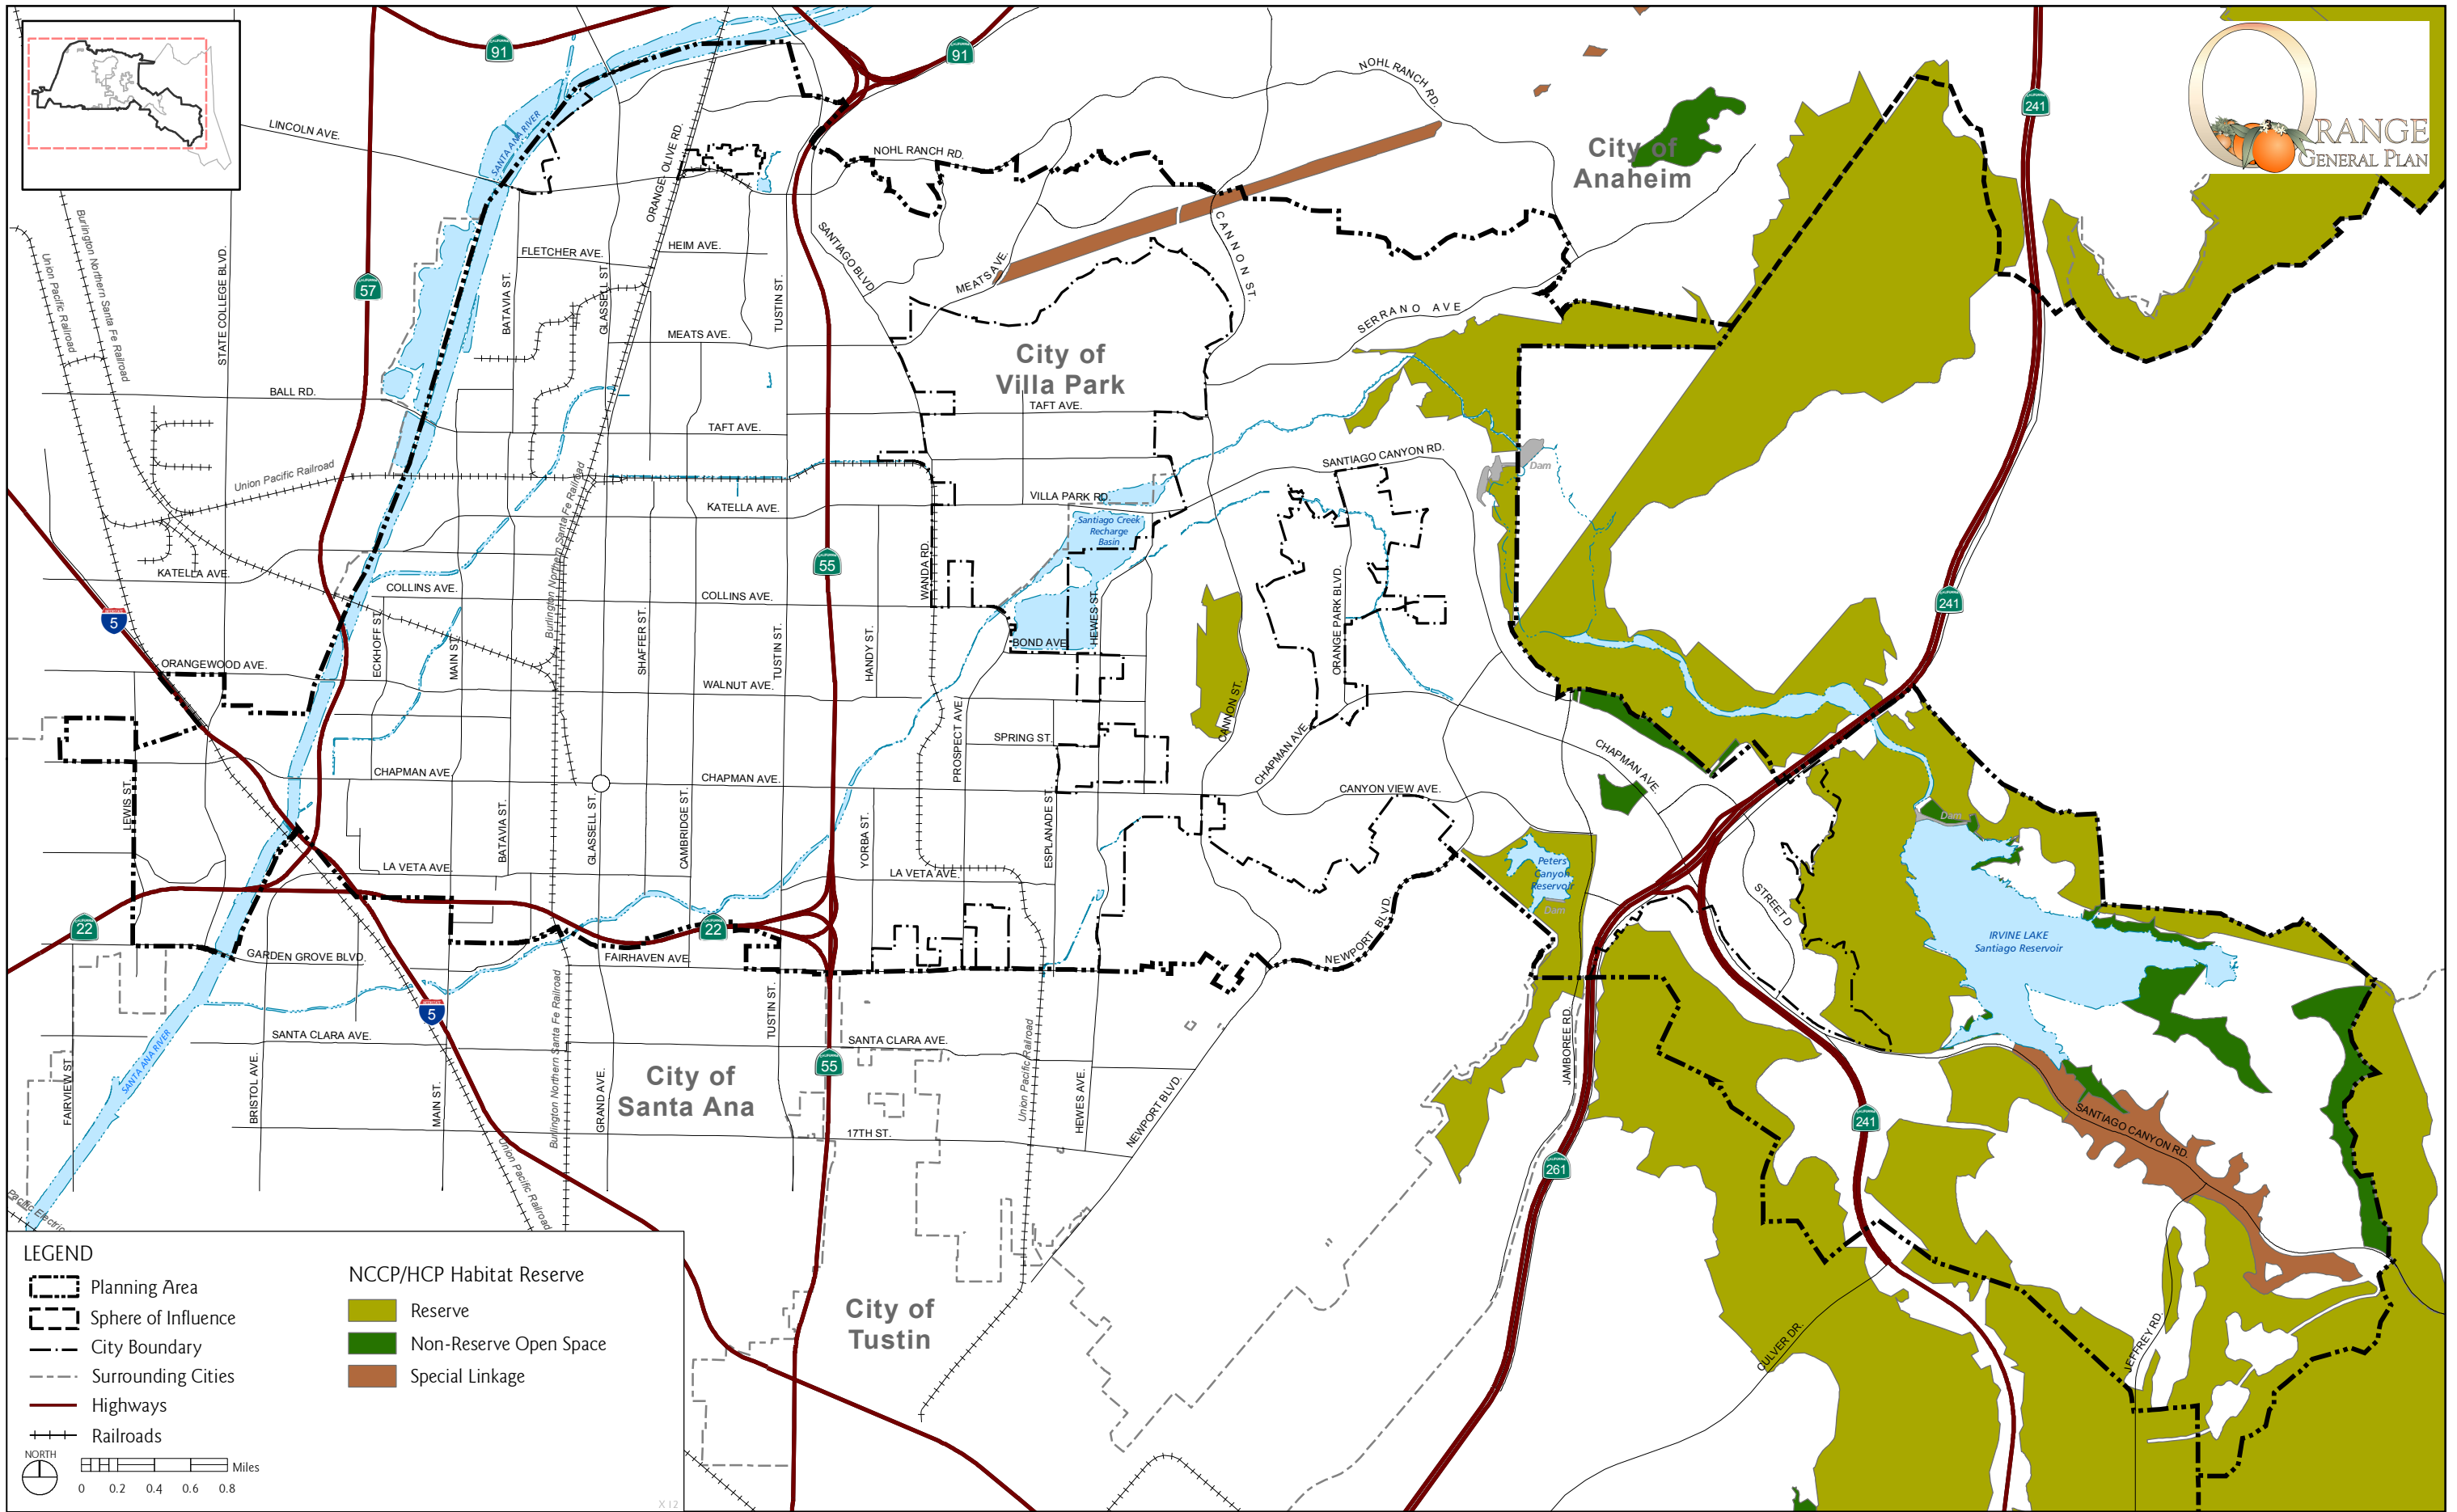 91
91
241
ORANGE
GENERAL PLAN
NOHL RANCH RD.
City of
Anaheim
LINCOLN AVE.
SANTA ANA RIVER
ORANGE- OLIVE RD.
NOHL RANCH RD.
Burlington Northern Santa Fe Railroad
Union Pacific Railroad
STATE COLLEGE BLVD.
57
FLETCHER AVE.
HEIM AVE.
BATAVIA ST.
GLASSELL ST.
TUSTIN ST.
SANTIAGO BLVD
MEATS AVE.
CANNON ST.
SERRANO AVE
MEATS AVE.
City of
Villa Park
BALL RD.
TAFT AVE.
TAFT AVE.
Union Pacific Railroad
SANTIAGO CANYON RD.
Dam
VILLA PARK RD.
KATELLA AVE.
Santiago Creek
Recharge
Basin
Burlington Northern Santa Fe Railroad
55
WANDA RD.
KATELLA AVE.
COLLINS AVE.
COLLINS AVE.
5
241
ECKHOFF ST.
MAIN ST.
SHAFFER ST.
TUSTIN ST.
HANDY ST.
BOND AVE.
HEWES ST.
ORANGE PARK BLVD.
ORANGEWOOD AVE.
WALNUT AVE.
CANNON ST.
PROSPECT AVE.
SPRING ST.
CHAPMAN AVE.
CHAPMAN AVE.
CHAPMAN AVE.
CHAPMAN AVE.
CANYON VIEW AVE.
LEWIS ST.
BATAVIA ST.
GLASSELL ST.
CAMBRIDGE ST.
YORBA ST.
ESPLANADE ST.
Dam
LA VETA AVE.
LA VETA AVE.
Peters
Canyon
Reservoir
Dam
STREET D
22
22
GARDEN GROVE BLVD.
FAIRHAVEN AVE.
NEWPORT BLVD.
IRVINE LAKE
Santiago Reservoir
Burlington Northern Santa Fe Railroad
TUSTIN ST.
5
SANTA ANA RIVER
FAIRVIEW ST.
SANTA CLARA AVE.
SANTA CLARA AVE.
55
BRISTOL AVE.
MAIN ST.
GRAND AVE.
City of
Santa Ana
Union Pacific Railroad
HEWES AVE.
NEWPORT BLVD.
JAMBOREE RD.
17TH ST.
241
SANTIAGO CANYON RD.
261
Union Pacific Railroad
Pacific Electric
City of
Tustin
CULVER DR.
JEFFREY RD.
LEGEND
Planning Area
Sphere of Influence
City Boundary
Surrounding Cities
Highways
Railroads
NCCP/HCP Habitat Reserve
Reserve
Non-Reserve Open Space
Special Linkage
NORTH
0 0.2 0.4 0.6 0.8 Miles
X12